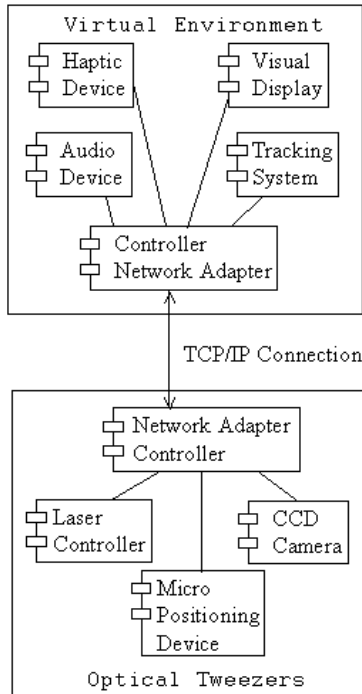 Virtual Environment
Haptic
Device
Visual
Display
Audio
Device
Tracking
System
Controller
Network Adapter
TCP/IP Connection
Network Adapter
Controller
Laser
Controller
CCD
Camera
Micro
Positioning
Device
Optical Tweezers